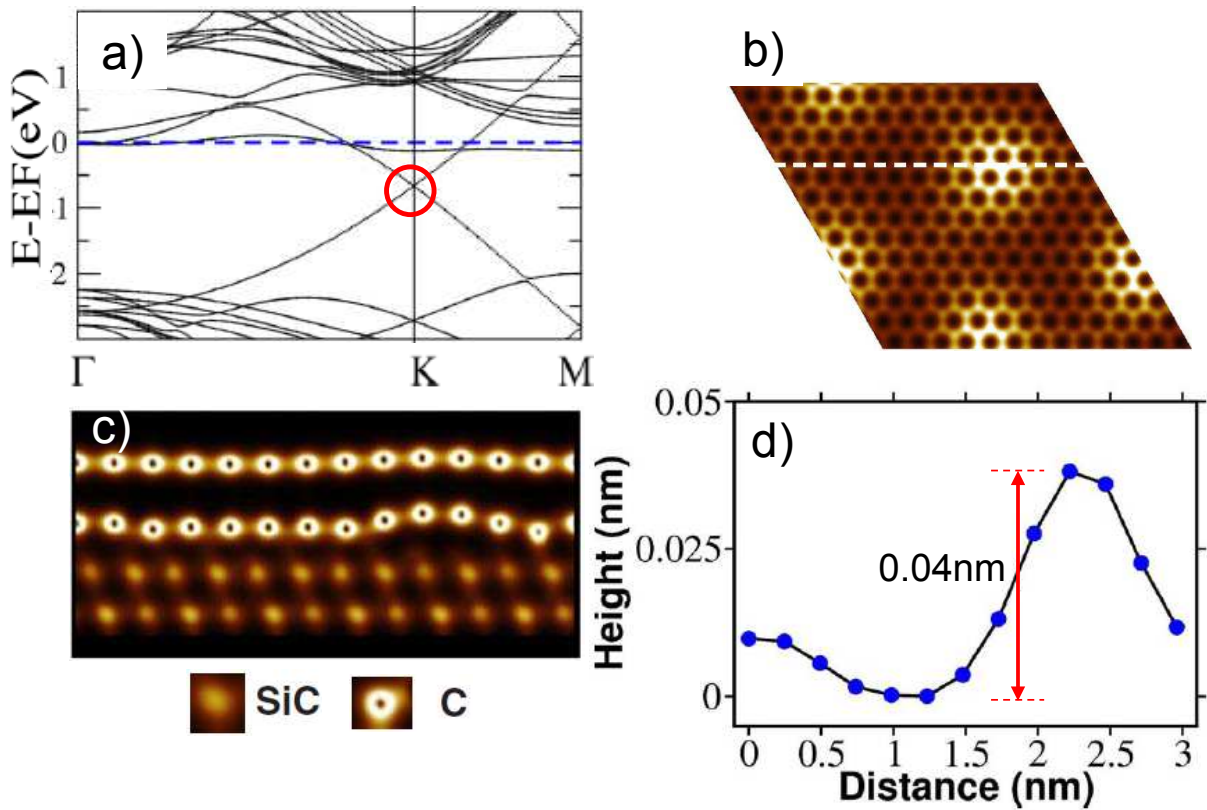 a)
E-EF(eV)
1
0
-1
-2
Γ K M
b)
c)
SiC C
d)
Height (nm)
0.05
0.025
0
0.04nm
0 0.5 1 1.5 2 2.5 3
Distance (nm)